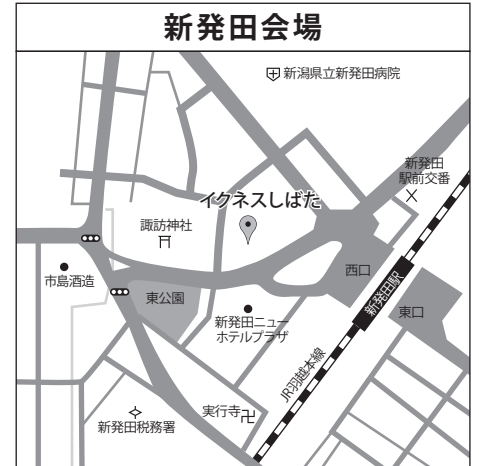 新発田会場
新潟県立新発田病院
新発田
駅前交番
イクネスしばた
諏訪神社
西口
市島酒造
東公園
新発田駅
東口
新発田ニュー
ホテルプラザ
JR羽越本線
実行寺
新発田税務署